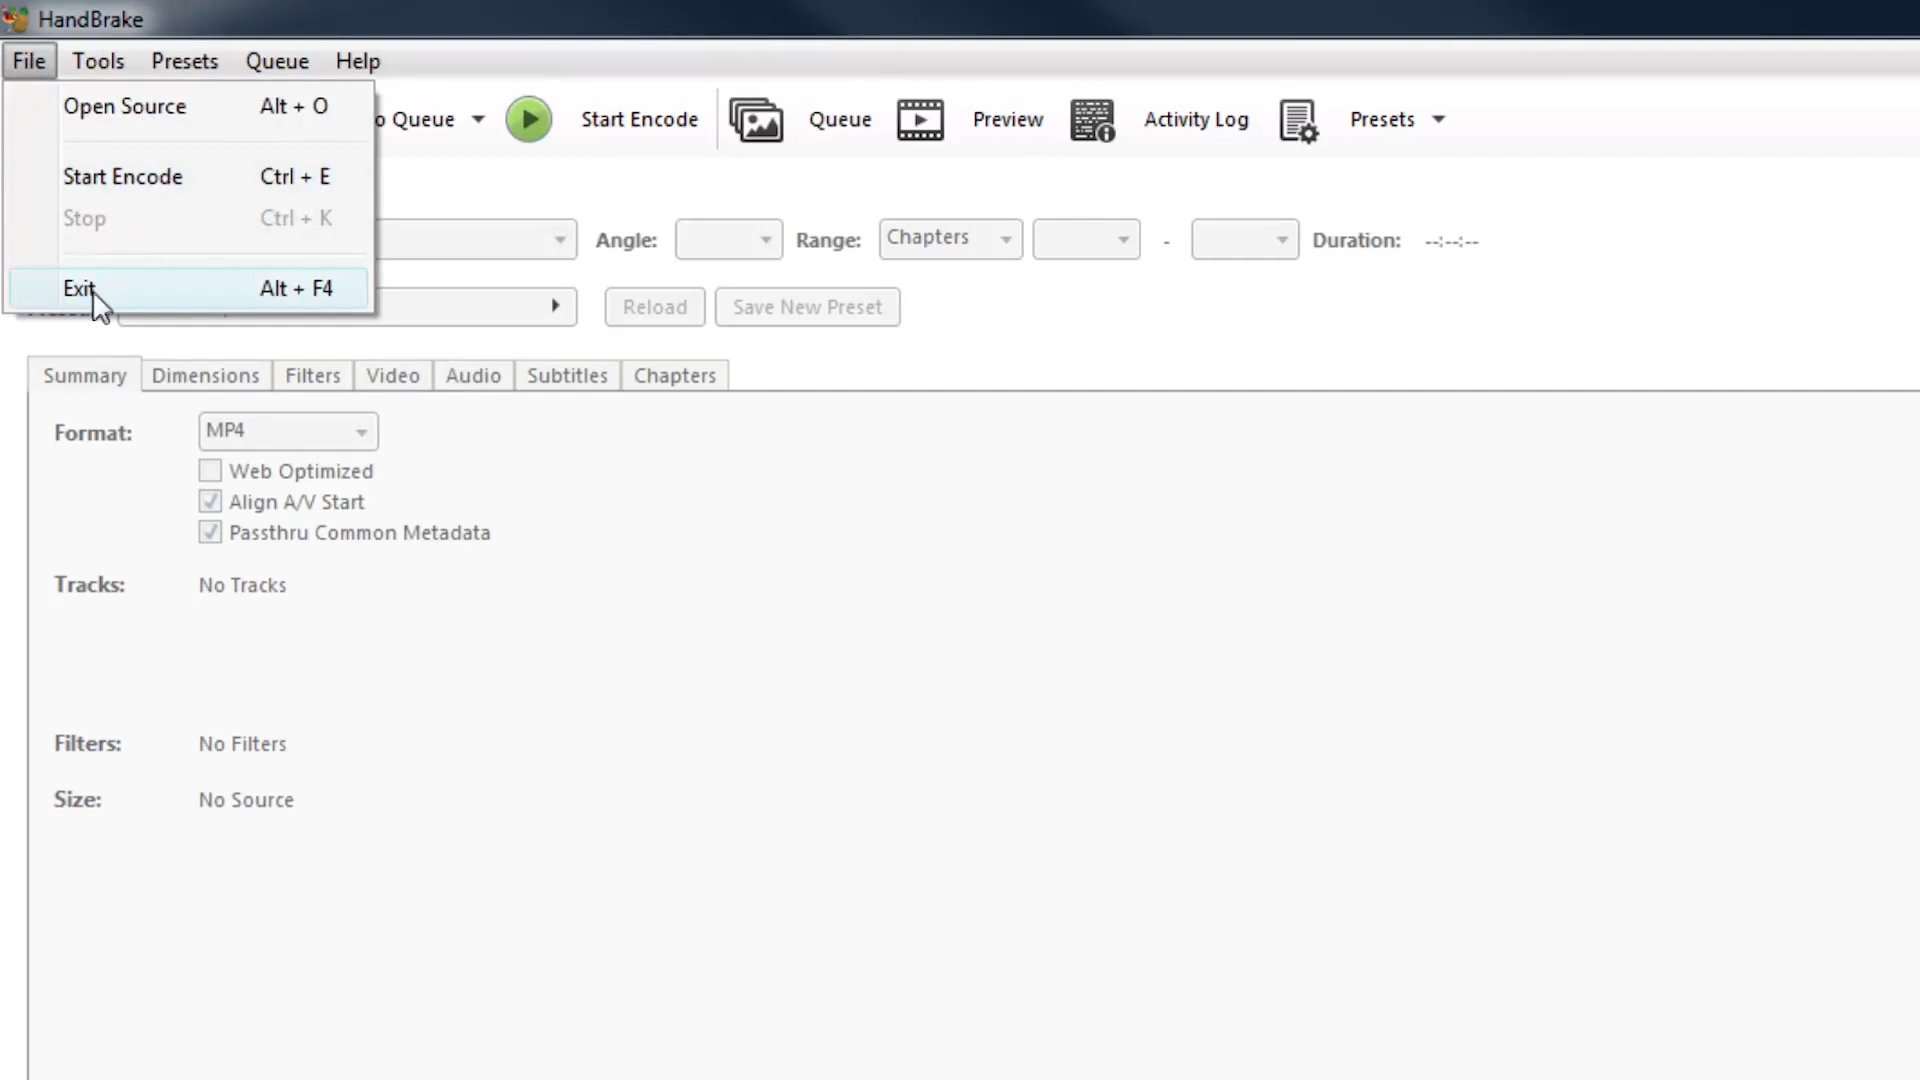 HandBrake
File Tools Presets Queue Help
Open Source Alt + O
o Queue Start Encode Queue Preview Activity Log Presets
Start Encode Ctrl + E
Stop Ctrl + K
Angle: Range: Chapters - Duration: --:--:--
Exit Alt + F4
Reload Save New Preset
Summary Dimensions Filters Video Audio Subtitles Chapters
Format: MP4
Web Optimized
Align A/V Start
Passthru Common Metadata
Tracks: No Tracks
Filters: No Filters
Size: No Source